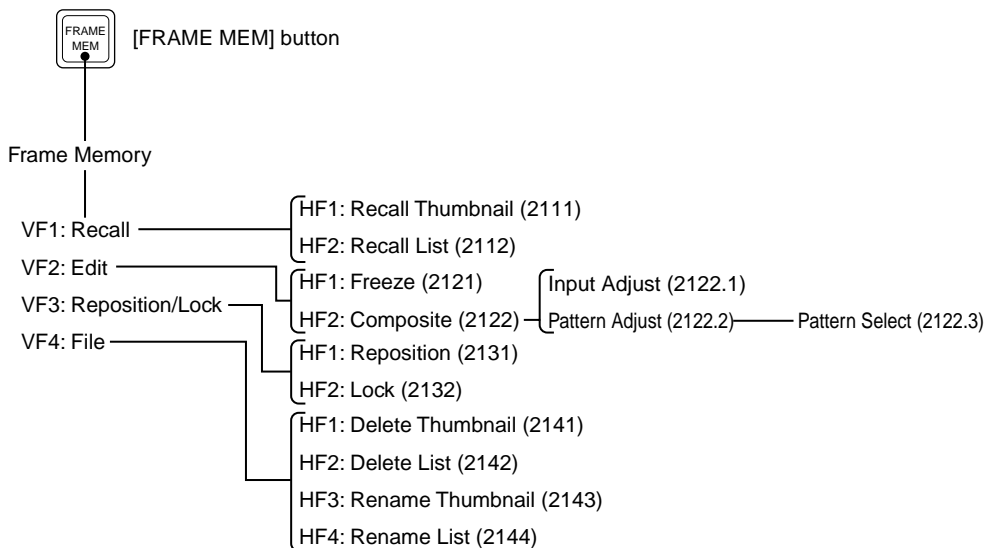 FRAME
MEM
[FRAME MEM] button
Frame Memory
VF1: Recall
HF1: Recall Thumbnail (2111)
HF2: Recall List (2112)
VF2: Edit
HF1: Freeze (2121)
HF2: Composite (2122)
Input Adjust (2122.1)
Pattern Adjust (2122.2)
Pattern Select (2122.3)
VF3: Reposition/Lock
HF1: Reposition (2131)
HF2: Lock (2132)
VF4: File
HF1: Delete Thumbnail (2141)
HF2: Delete List (2142)
HF3: Rename Thumbnail (2143)
HF4: Rename List (2144)